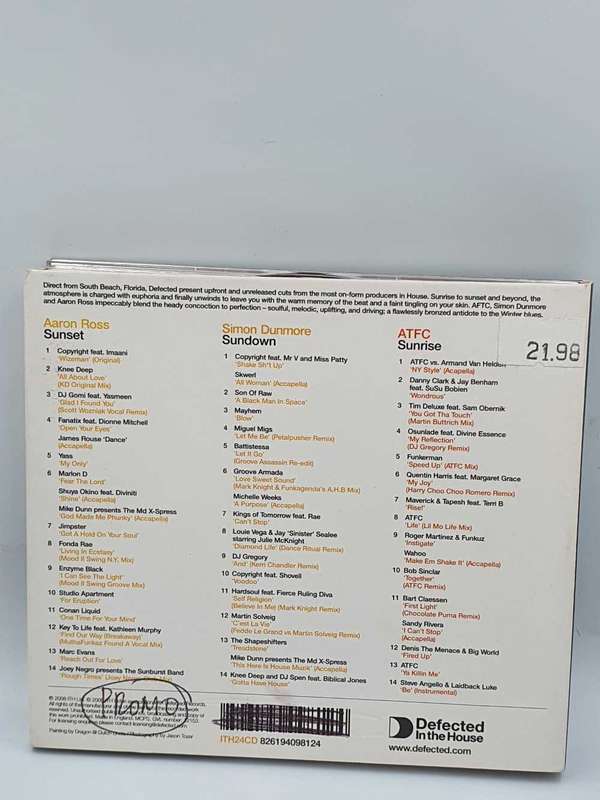 Direct from South Beach, Florida, Defected present upfront and unreleased cuts from the most on-form producers in House. Sunrise to sunset and beyond, the
atmosphere is charged with euphoria and finally unwinds to leave you with the warm memory of the beat and a faint tingling on your skin. AFTC, Simon Dunmore
and Aaron Ross impeccably blend the heady concoction to perfection – soulful, melodic, uplifting, and driving; a flawlessly bronzed antidote to the Winter blues.
Aaron Ross
Sunset
1 Copyright feat. Imaani
'Wizeman' (Original)
2 Knee Deep
'All About Love'
(KD Original Mix)
3 DJ Gomi feat. Yasmeen
'Glad I Found You'
(Scott Wozniak Vocal Remix)
4 Fanatix feat. Dionne Mitchell
'Open Your Eyes'
James Rouse 'Dance'
(Accapella)
5 Yass
'My Only'
6 Marlon D
'Fear The Lord'
Shuya Okino feat. Diviniti
'Shine' (Accapella)
Mike Dunn presents The Md X-Spress
'God Made Me Phunky' (Accapella)
7 Jimpster
'Got A Hold On Your Soul'
8 Fonda Rae
'Living In Ecstasy'
(Mood II Swing N.Y. Mix)
9 Enzyme Black
'I Can See The Light'
(Mood II Swing Groove Mix)
10 Studio Apartment
'For Eruption'
11 Conan Liquid
'One Time For Your Mind'
12 Key To Life feat. Kathleen Murphy
'Find Our Way (Breakaway)'
(MuthaFunkaz Found A Vocal Mix)
13 Marc Evans
'Reach Out For Love'
14 Joey Negro presents The Sunburst Band
'Rough Times'
Simon Dunmore
Sundown
1 Copyright feat. Mr V and Miss Patty
'Shake Sh*t Up'
Skwerl
'All Woman' (Accapella)
2 Son Of Raw
'A Black Man In Space'
3 Mayhem
'Blow'
4 Miguel Migs
'Let Me Be' (Petalpusher Remix)
5 Battistessa
'Let It Go'
(Groove Assassin Re-edit)
6 Groove Armada
'Love Sweet Sound'
(Mark Knight & Funkagenda's A.H.B Mix)
Michelle Weeks
'A Purpose' (Accapella)
7 Kings of Tomorrow feat. Rae
'Can't Stop'
8 Louie Vega & Jay 'Sinister' Sealee
starring Julie McKnight
'Diamond Life' (Dance Ritual Remix)
9 DJ Gregory
'And' (Kerri Chandler Remix)
10 Copyright feat. Shovell
'Voodoo'
11 Hardsoul feat. Fierce Ruling Diva
'Self Religion'
(Believe In Me) (Mark Knight Remix)
12 Martin Solveig
'C'est La Vie'
(Fedde Le Grand vs Martin Solveig Remix)
13 The Shapeshifters
'Treadstone'
Mike Dunn presents The Md X-Spress
'This Here Is House Muzik' (Accapella)
14 Knee Deep and DJ Spen feat. Biblical Jones
'Gotta Have House'
ATFC
Sunrise
21.98
1 ATFC vs. Armand Van Helden
'NY Style' (Acapella)
2 Danny Clark & Jay Benham
feat. SuSu Bobien
'Wondrous'
3 Tim Deluxe feat. Sam Obernik
'You Got Tha Touch'
(Martin Buttrich Mix)
4 Osunlade feat. Divine Essence
'My Reflection'
(DJ Gregory Remix)
5 Funkerman
'Speed Up' (ATFC Mix)
6 Quentin Harris feat. Margaret Grace
'My Joy'
(Harry Choo Choo Romero Remix)
7 Maverick & Tapesh feat. Terri B
'Rise!'
8 ATFC
'Life' (Lil Mo Life Mix)
9 Roger Martinez & Funkuz
'Instigate'
Wahoo
'Make Em Shake It' (Accapella)
10 Bob Sinclar
'Together'
(ATFC Remix)
11 Bart Claessen
'First Light'
(Chocolate Puma Remix)
Sandy Rivera
'I Can't Stop'
(Accapella)
12 Denis The Menace & Big World
'Fired Up'
13 ATFC
'Ya Killin Me'
14 Steve Angello & Laidback Luke
'Be' (Instrumental)
PROMO
ITH24CD 826194098124
Defected
In the House
www.defected.com